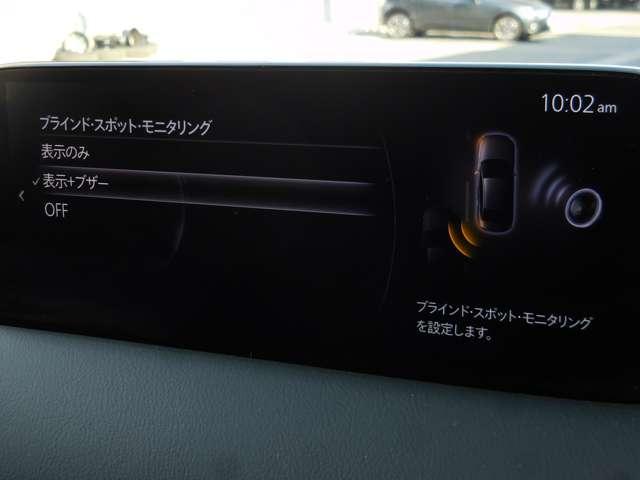 10:02 am
ブラインド・スポット・モニタリング
表示のみ
✓ 表示+ブザー
OFF
ブラインド・スポット・モニタリング
を設定します。